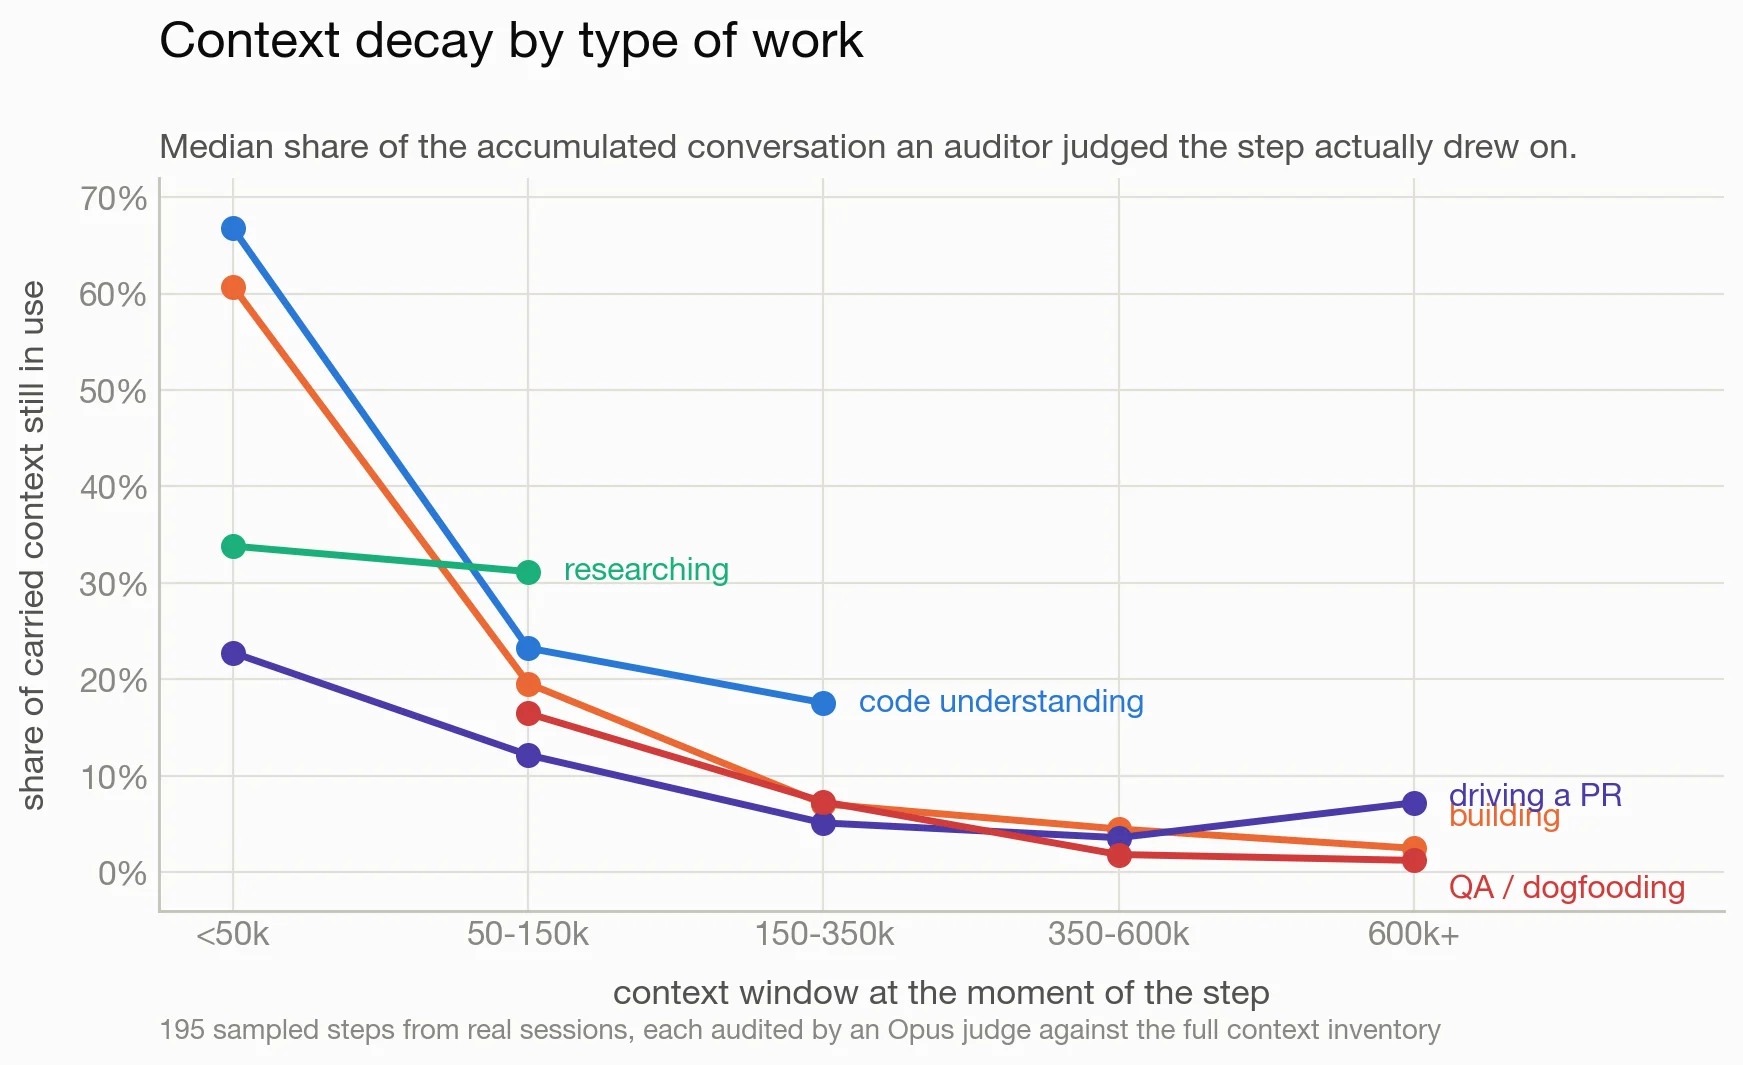 Context decay by type of work
Median share of the accumulated conversation an auditor judged the step actually drew on.
share of carried context still in use
70%
60%
50%
40%
30%
20%
10%
0%
researching
code understanding
driving a PR
building
QA / dogfooding
<50k
50-150k
150-350k
350-600k
600k+
context window at the moment of the step
195 sampled steps from real sessions, each audited by an Opus judge against the full context inventory